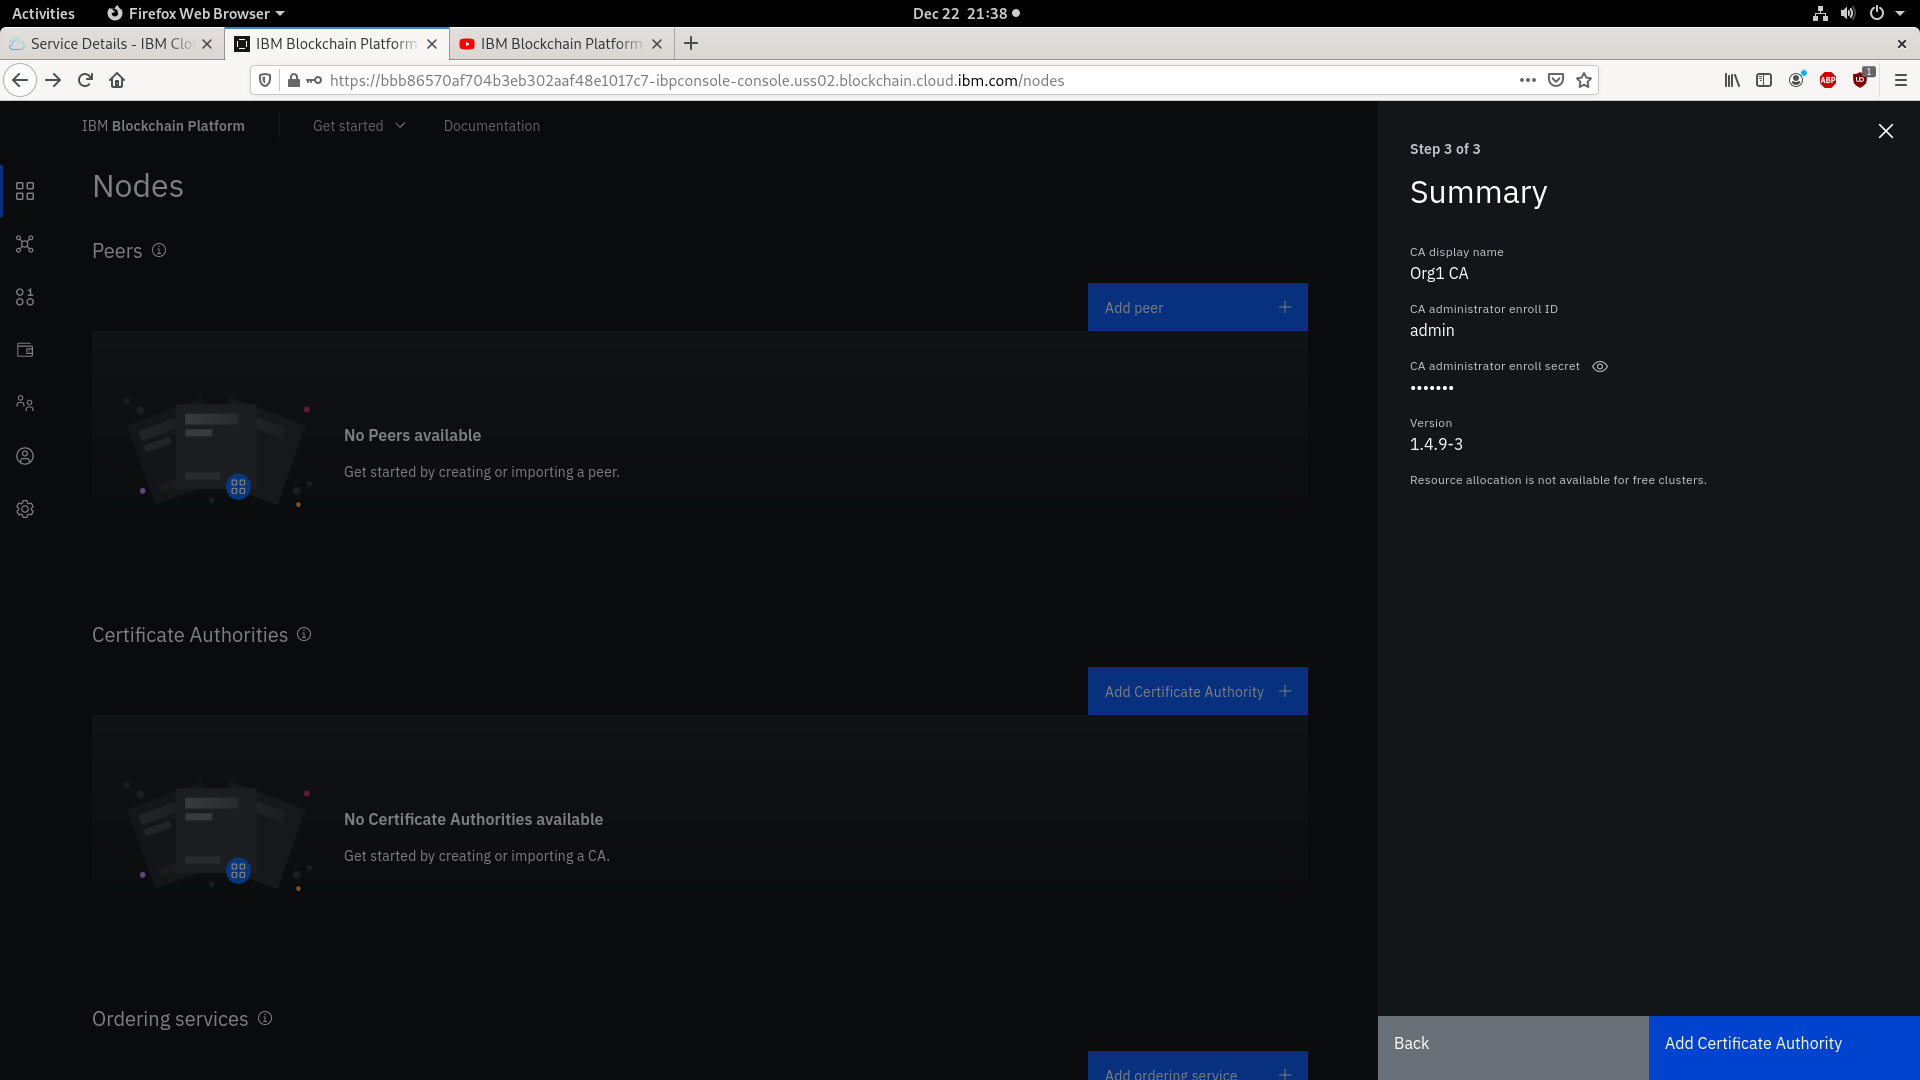 Activities
Firefox Web Browser
Dec 22 21:38
Service Details - IBM Clo
IBM Blockchain Platform
IBM Blockchain Platform
https://bbb86570af704b3eb302aaf48e1017c7-ibpconsole-console.uss02.blockchain.cloud.ibm.com/nodes
ABP
1
IBM Blockchain Platform
Get started
Documentation
Nodes
Peers
Add peer
No Peers available
Get started by creating or importing a peer.
Certificate Authorities
Add Certificate Authority
No Certificate Authorities available
Get started by creating or importing a CA.
Ordering services
Add ordering service
Step 3 of 3
Summary
CA display name
Org1 CA
CA administrator enroll ID
admin
CA administrator enroll secret
•••••••
Version
1.4.9-3
Resource allocation is not available for free clusters.
Back
Add Certificate Authority